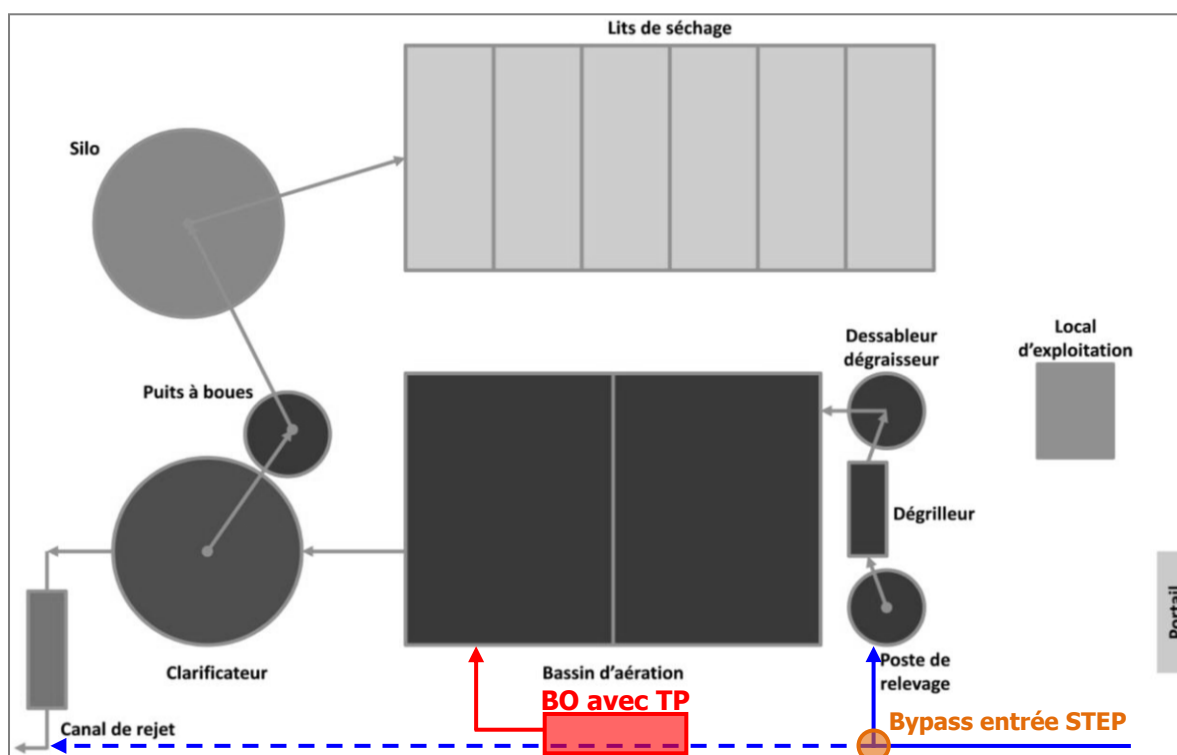 Lits de séchage
Silo
Dessableur
dégraisseur
Local
d’exploitation
Puits à boues
Dégrilleur
Portail
Clarificateur
Bassin d’aération
Poste de
relevage
BO avec TP
Canal de rejet
Bypass entrée STEP